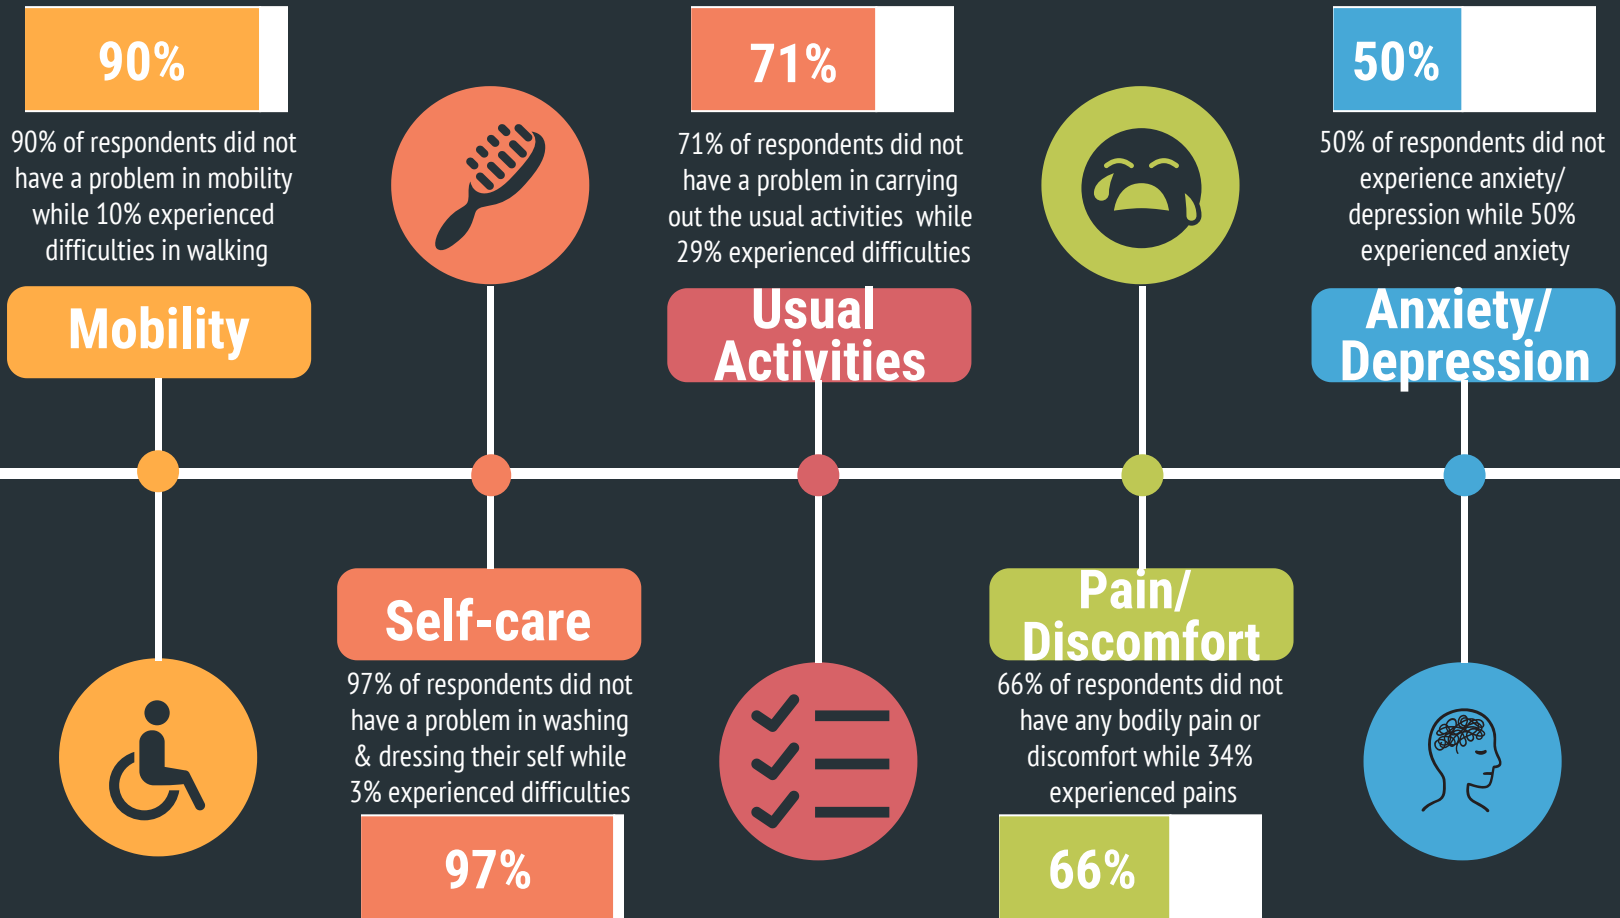 90%
90% of respondents did not
have a problem in mobility
while 10% experienced
difficulties in walking
Mobility
Self-care
97% of respondents did not
have a problem in washing
& dressing their self while
3% experienced difficulties
97%
71%
71% of respondents did not
have a problem in carrying
out the usual activities while
29% experienced difficulties
Usual
Activities
Pain/
Discomfort
66% of respondents did not
have any bodily pain or
discomfort while 34%
experienced pains
66%
50%
50% of respondents did not
experience anxiety/
depression while 50%
experienced anxiety
Anxiety/
Depression